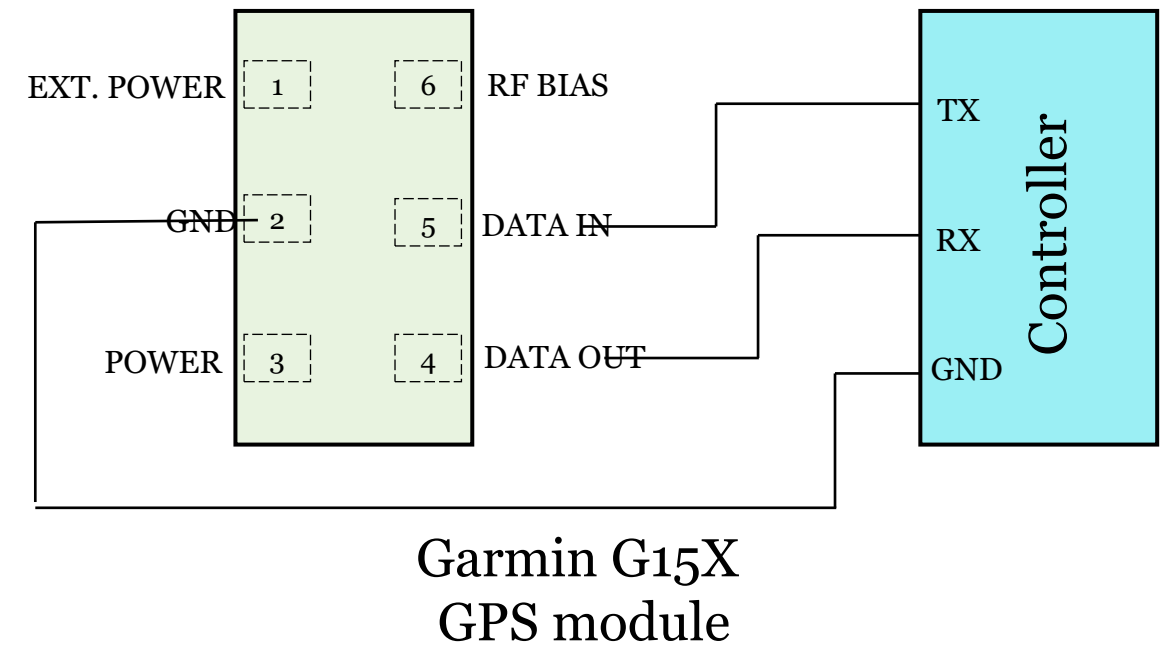 EXT. POWER
1
6
RF BIAS
TX
GND
2
5
DATA IN
RX
POWER
3
4
DATA OUT
GND
Controller
Garmin G15X
GPS module